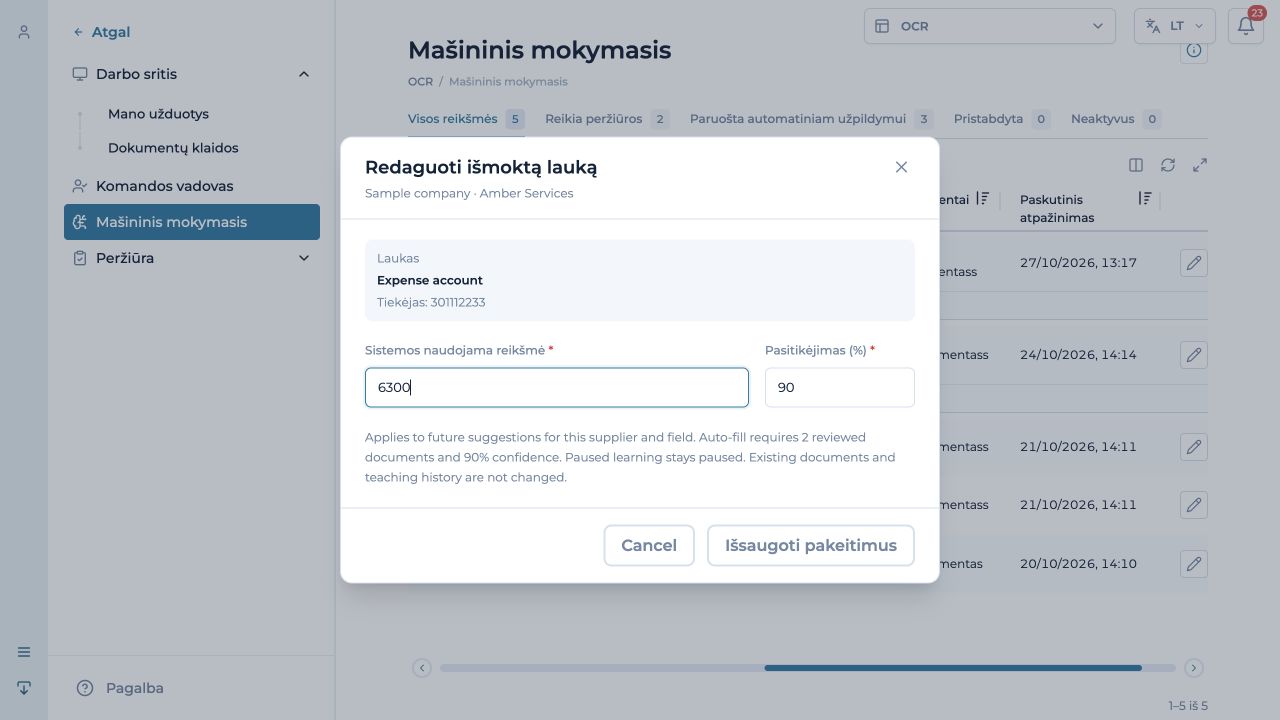 Atgal
Darbo sritis
Mano užduotys
Dokumentų klaidos
Komandos vadovas
Mašininis mokymasis
Peržiūra
Pagalba
OCR
LT
23
Mašininis mokymasis
OCR / Mašininis mokymasis
Visos reikšmės 5 Reikia peržiūros 2 Paruošta automatiniam užpildymui 3 Pristabdyta 0 Neaktyvus 0
Redaguoti išmoktą lauką
Sample company · Amber Services
Laukas
Expense account
Tiekėjas: 301112233
Sistemos naudojama reikšmė *
Pasitikėjimas (%) *
6300
90
Applies to future suggestions for this supplier and field. Auto-fill requires 2 reviewed
documents and 90% confidence. Paused learning stays paused. Existing documents and
teaching history are not changed.
Cancel
Išsaugoti pakeitimus
entai
Paskutinis
atpažinimas
entass
27/10/2026, 13:17
mentass
24/10/2026, 14:14
mentass
21/10/2026, 14:11
mentass
21/10/2026, 14:11
mentas
20/10/2026, 14:10
1–5 iš 5